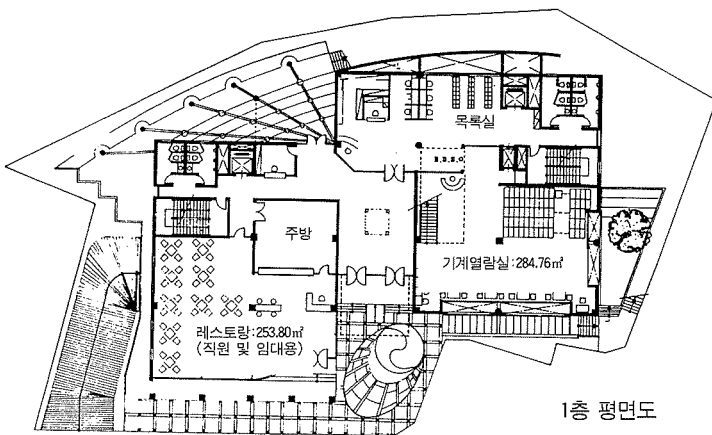 목록실
주방
기계열람실:284.76㎡
레스토랑:253.80㎡
(직원 및 임대용)
1층 평면도